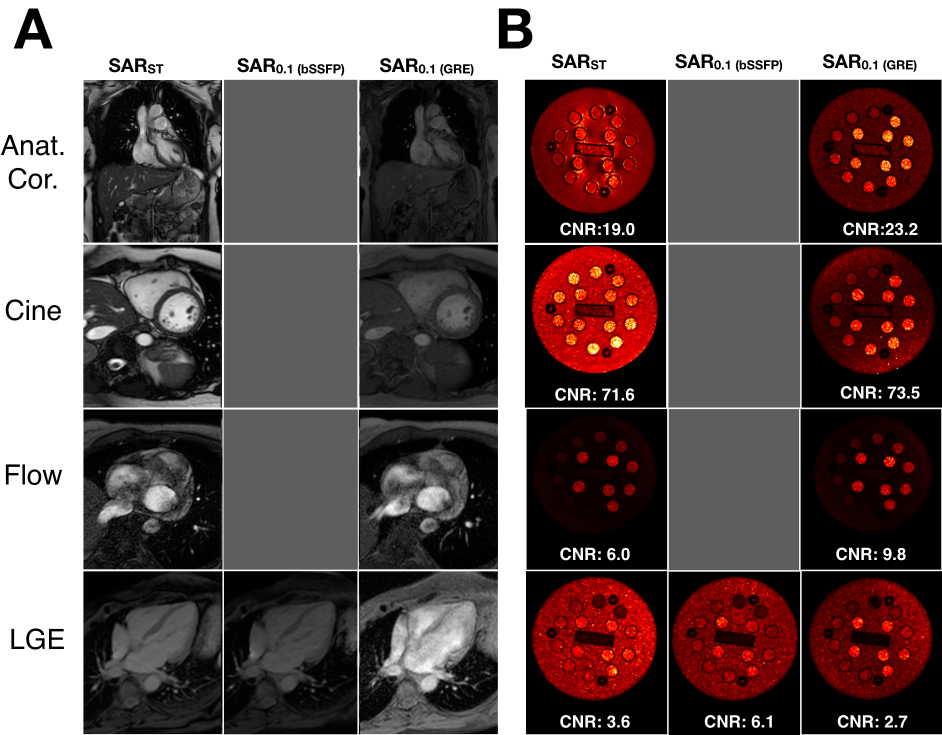 A
B
SARST SAR0.1 (bSSFP) SAR0.1 (GRE)
SARST SAR0.1 (bSSFP) SAR0.1 (GRE)
Anat.
Cor.
CNR:19.0 CNR:23.2
Cine
CNR: 71.6 CNR: 73.5
Flow
CNR: 6.0 CNR: 9.8
LGE
CNR: 3.6 CNR: 6.1 CNR: 2.7